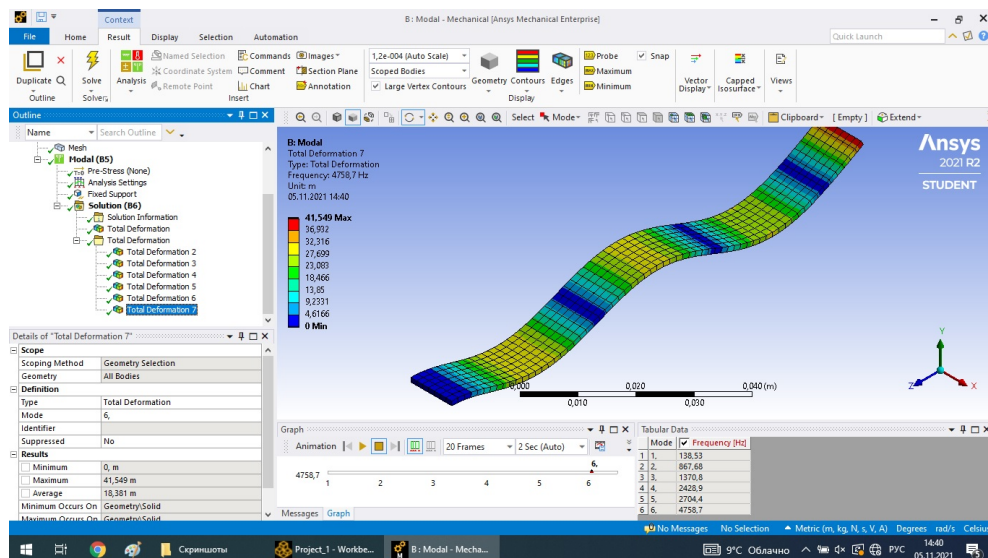 Context
B : Modal - Mechanical [Ansys Mechanical Enterprise]
File Home Result Display Selection Automation
Quick Launch
Duplicate Q
Outline
Solve
Solver
Analysis
Named Selection
Coordinate System
Remote Point
Commands
Comment
Chart
Images
Section Plane
Annotation
Insert
1,2e-004 (Auto Scale)
Scoped Bodies
Large Vertex Contours
Geometry Contours Edges
Display
Probe
Maximum
Minimum
Snap
Vector Display
Capped Isosurface
Views
Outline
Name Search Outline
Select Mode Clipboard [ Empty ] Extend
Mesh
Modal (B5)
Pre-Stress (None)
Analysis Settings
Fixed Support
Solution (B6)
Solution Information
Total Deformation
Total Deformation
Total Deformation 2
Total Deformation 3
Total Deformation 4
Total Deformation 5
Total Deformation 6
Total Deformation 7
B: Modal
Total Deformation 7
Type: Total Deformation
Frequency: 4758,7 Hz
Unit: m
05.11.2021 14:40
41,549 Max
36,932
32,316
27,699
23,083
18,466
13,85
9,2331
4,6166
0 Min
Ansys
2021 R2
STUDENT
0,000 0,020 0,040 (m)
0,010 0,030
Y
Z X
Details of "Total Deformation 7"
Scope
Scoping Method Geometry Selection
Geometry All Bodies
Definition
Type Total Deformation
Mode 6,
Identifier
Suppressed No
Results
Minimum 0, m
Maximum 41,549 m
Average 18,381 m
Minimum Occurs On Geometry\Solid
Maximum Occurs On Geometry\Solid
Graph
Animation 20 Frames 2 Sec (Auto)
6,
4758,7
1 2 3 4 5 6
Messages Graph
Tabular Data
Mode Frequency [Hz]
1 1, 138,53
2 2, 867,68
3 3, 1370,8
4 4, 2428,9
5 5, 2704,4
6 6, 4758,7
No Messages No Selection Metric (m, kg, N, s, V, A) Degrees rad/s Celsius
Скриншоты
Project_1 - Workbe...
B : Modal - Mecha...
9°C Облачно
РУС
14:40
05.11.2021